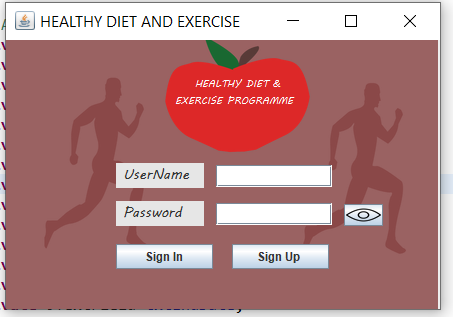 HEALTHY DIET AND EXERCISE
HEALTHY DIET &
EXERCISE PROGRAMME
UserName
Password
Sign In
Sign Up